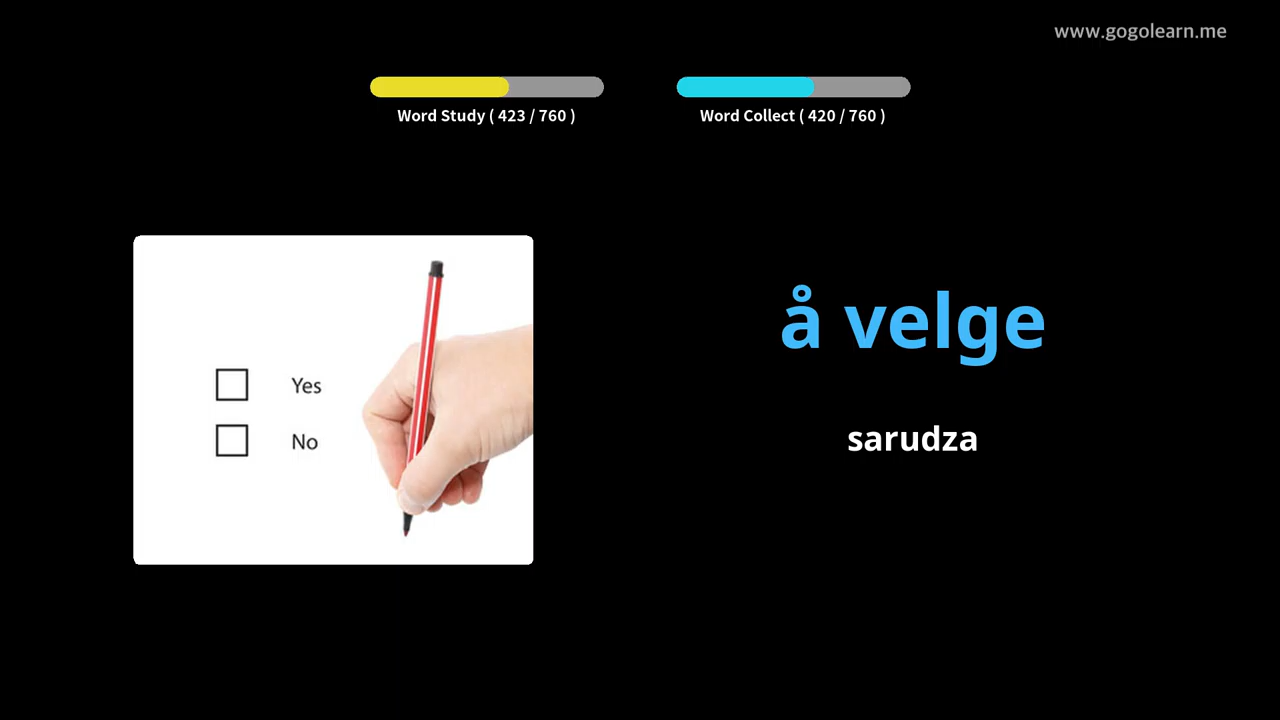 www.gogolearn.me
Word Study ( 423 / 760 )
Word Collect ( 420 / 760 )
Yes
No
å velge
sarudza